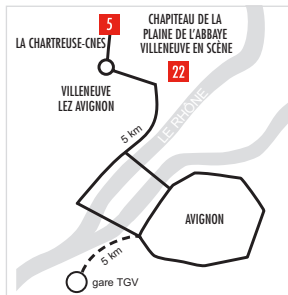 5
LA CHARTREUSE-CNES
CHAPITEAU DE LA
PLAINE DE L'ABBAYE
VILLENEUVE EN SCÈNE
22
VILLENEUVE
LEZ AVIGNON
5 km
LE RHÔNE
AVIGNON
5 km
gare TGV